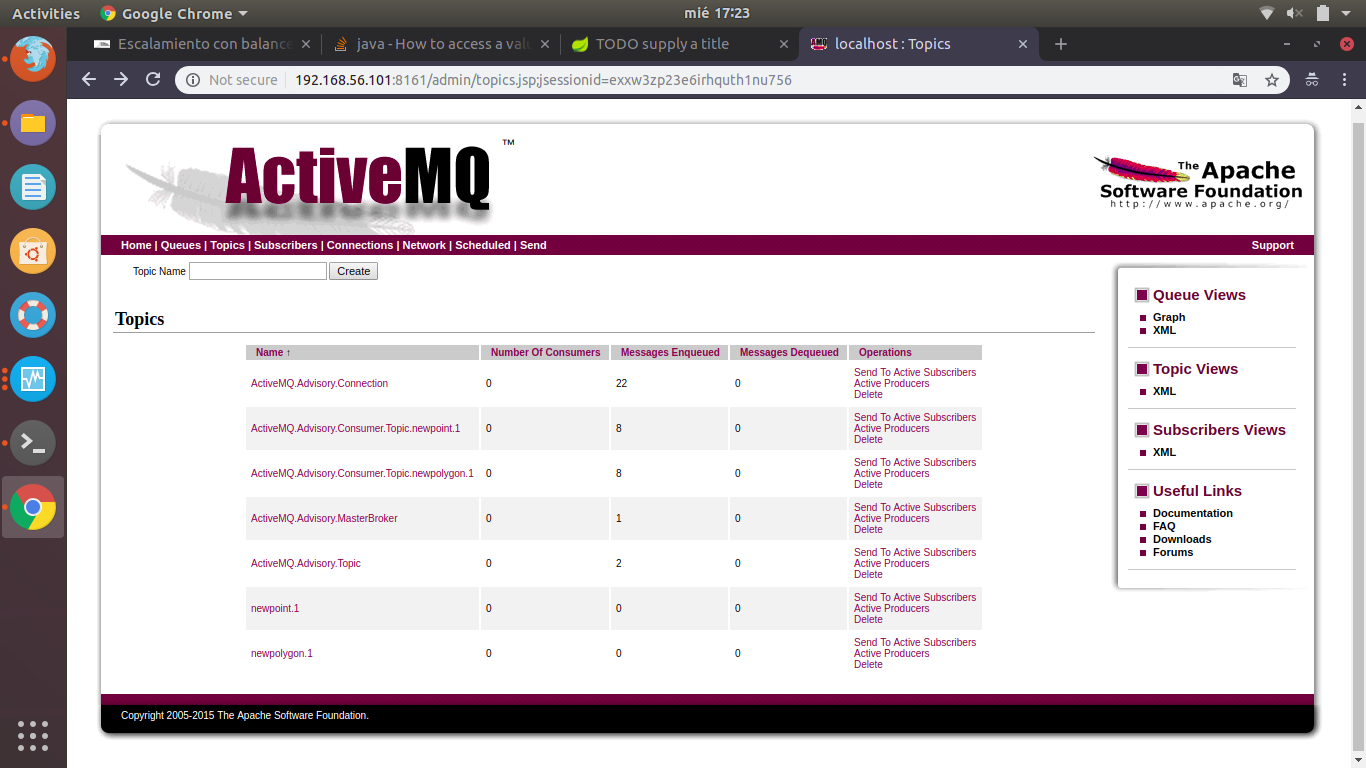 Activities
Google Chrome
mié 17:23
Escalamiento con balance
java - How to access a valu
TODO supply a title
localhost : Topics
Not secure
192.168.56.101:8161/admin/topics.jsp;jsessionid=exxw3zp23e6irhquth1nu756
ActiveMQ™
The Apache
Software Foundation
http://www.apache.org/
Home | Queues | Topics | Subscribers | Connections | Network | Scheduled | Send
Support
Topic Name
Create
Topics
Name ↑ Number Of Consumers Messages Enqueued Messages Dequeued Operations
ActiveMQ.Advisory.Connection 0 22 0
Send To Active Subscribers
Active Producers
Delete
ActiveMQ.Advisory.Consumer.Topic.newpoint.1 0 8 0
Send To Active Subscribers
Active Producers
Delete
ActiveMQ.Advisory.Consumer.Topic.newpolygon.1 0 8 0
Send To Active Subscribers
Active Producers
Delete
ActiveMQ.Advisory.MasterBroker 0 1 0
Send To Active Subscribers
Active Producers
Delete
ActiveMQ.Advisory.Topic 0 2 0
Send To Active Subscribers
Active Producers
Delete
newpoint.1 0 0 0
Send To Active Subscribers
Active Producers
Delete
newpolygon.1 0 0 0
Send To Active Subscribers
Active Producers
Delete
Queue Views
Graph
XML
Topic Views
XML
Subscribers Views
XML
Useful Links
Documentation
FAQ
Downloads
Forums
Copyright 2005-2015 The Apache Software Foundation.